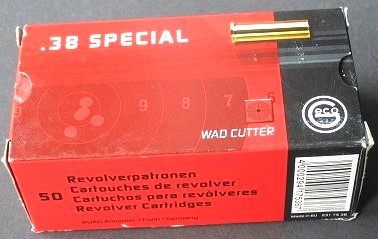 .38 SPECIAL
geco
9 8 7 6
WAD CUTTER
50
Revolverpatronen
Cartouches de revolver
Cartuchos para revólveres
Revolver Cartridges
Germany
Made in EU